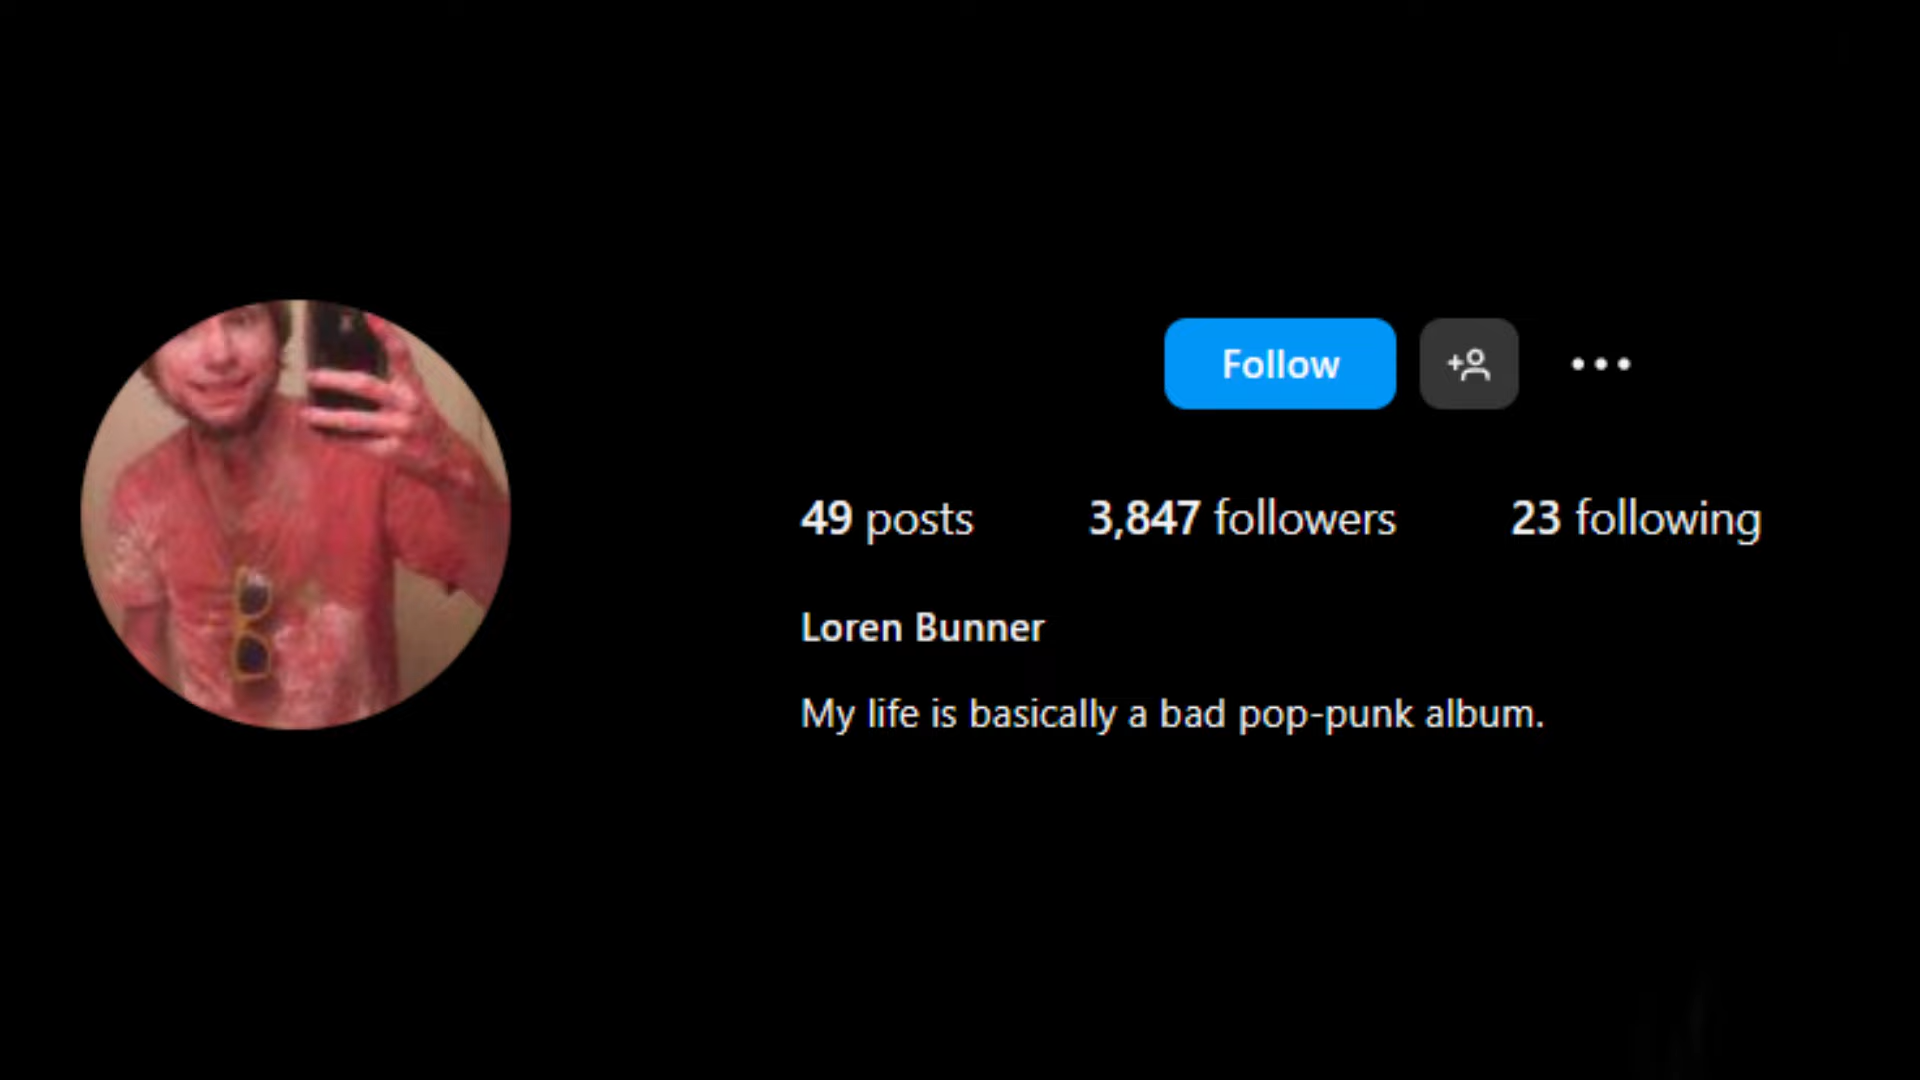 Follow
49 posts 3,847 followers 23 following
Loren Bunner
My life is basically a bad pop-punk album.